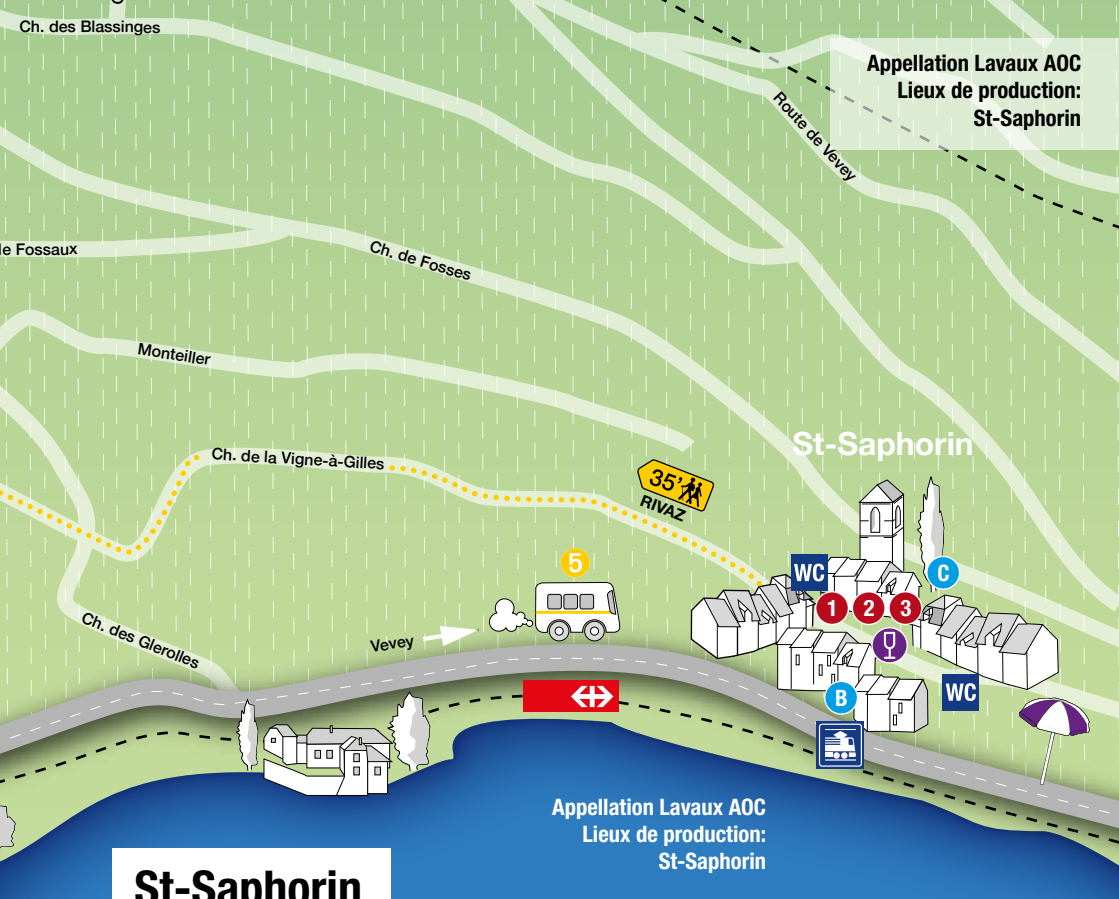 Ch. des Blassinges
Appellation Lavaux AOC
Lieux de production:
St-Saphorin
Route de Vevey
Fossaux
Ch. de Fosses
Monteiller
St-Saphorin
Ch. de la Vigne-à-Gilles
35'
RIVAZ
5
WC
C
1 2 3
Ch. des Glerolles
Vevey
B
WC
Appellation Lavaux AOC
Lieux de production:
St-Saphorin
St-Saphorin